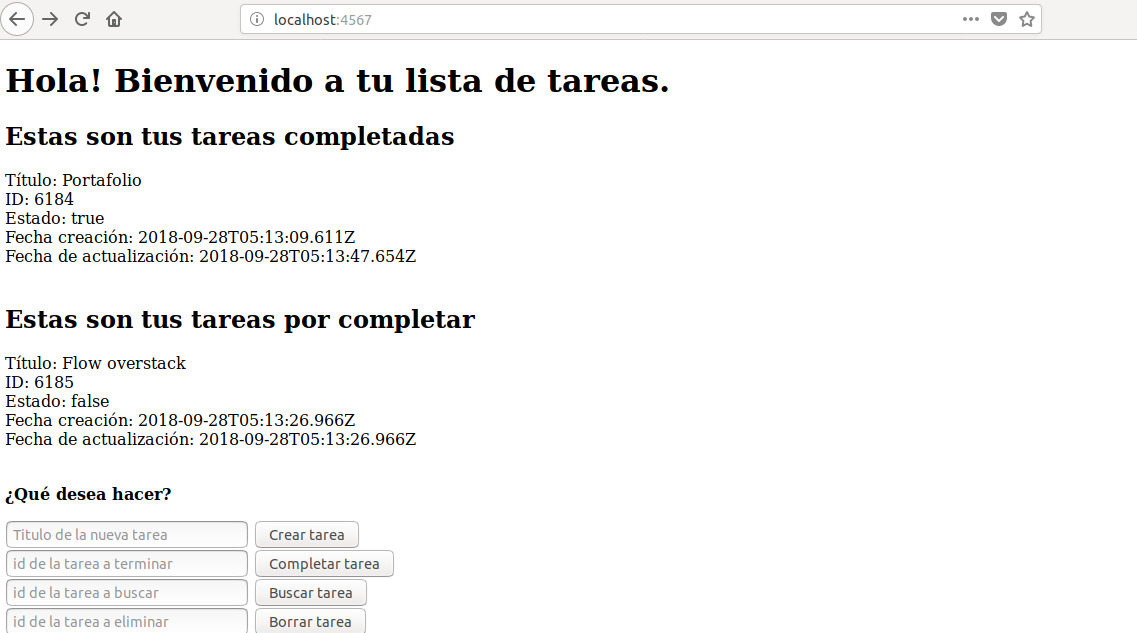 localhost:4567
Hola! Bienvenido a tu lista de tareas.
Estas son tus tareas completadas
Título: Portafolio
ID: 6184
Estado: true
Fecha creación: 2018-09-28T05:13:09.611Z
Fecha de actualización: 2018-09-28T05:13:47.654Z
Estas son tus tareas por completar
Título: Flow overstack
ID: 6185
Estado: false
Fecha creación: 2018-09-28T05:13:26.966Z
Fecha de actualización: 2018-09-28T05:13:26.966Z
¿Qué desea hacer?
Titulo de la nueva tarea Crear tarea
id de la tarea a terminar Completar tarea
id de la tarea a buscar Buscar tarea
id de la tarea a eliminar Borrar tarea